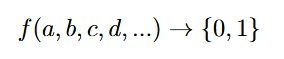 f(a, b, c, d, ...) → {0, 1}